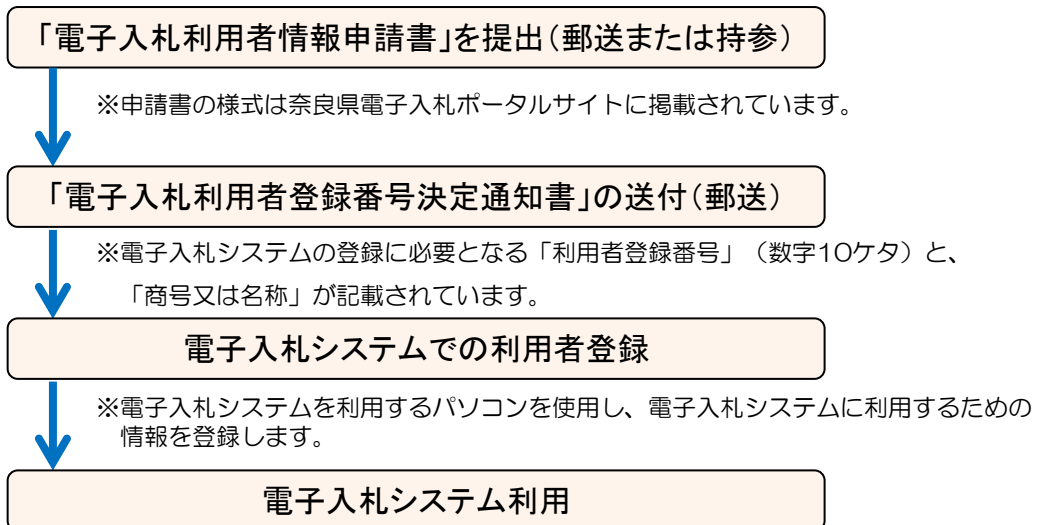 「電子入札利用者情報申請書」を提出（郵送または持参）
※申請書の様式は奈良県電子入札ポータルサイトに掲載されています。
「電子入札利用者登録番号決定通知書」の送付（郵送）
※電子入札システムの登録に必要となる「利用者登録番号」（数字10ケタ）と、
「商号又は名称」が記載されています。
電子入札システムでの利用者登録
※電子入札システムを利用するパソコンを使用し、電子入札システムに利用するための
情報を登録します。
電子入札システム利用